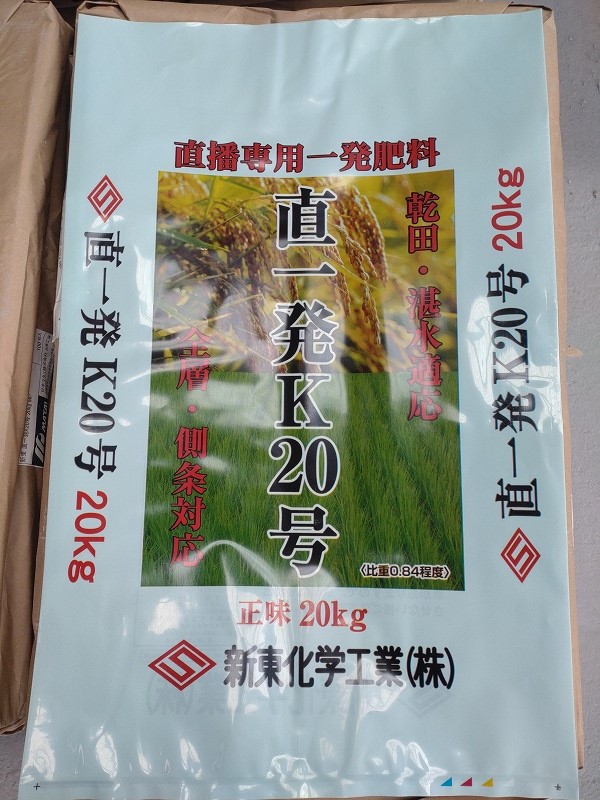 直播専用一発肥料
直一発K20号
乾田・湛水適応
全層・側条対応
〈比重0.84程度〉
正味 20kg
新東化学工業(株)
直一発K20号 20kg
直一発K20号 20kg